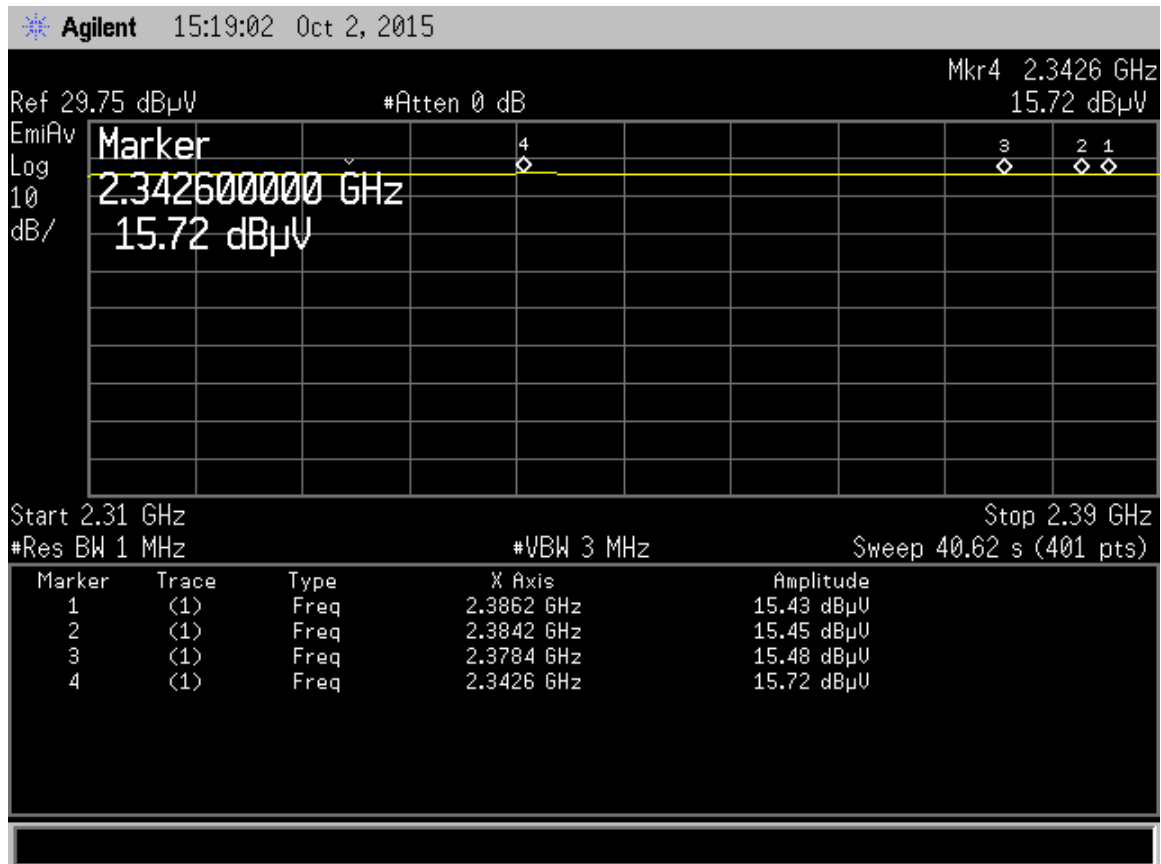 Agilent 15:19:02 Oct 2, 2015
Mkr4 2.3426 GHz
Ref 29.75 dBµV #Atten 0 dB 15.72 dBµV
EmiAv
Log
10
dB/
Marker
2.342600000 GHz
15.72 dBµV
4 3 2 1
Start 2.31 GHz Stop 2.39 GHz
#Res BW 1 MHz #VBW 3 MHz Sweep 40.62 s (401 pts)
Marker Trace Type X Axis Amplitude
1 (1) Freq 2.3862 GHz 15.43 dBµV
2 (1) Freq 2.3842 GHz 15.45 dBµV
3 (1) Freq 2.3784 GHz 15.48 dBµV
4 (1) Freq 2.3426 GHz 15.72 dBµV